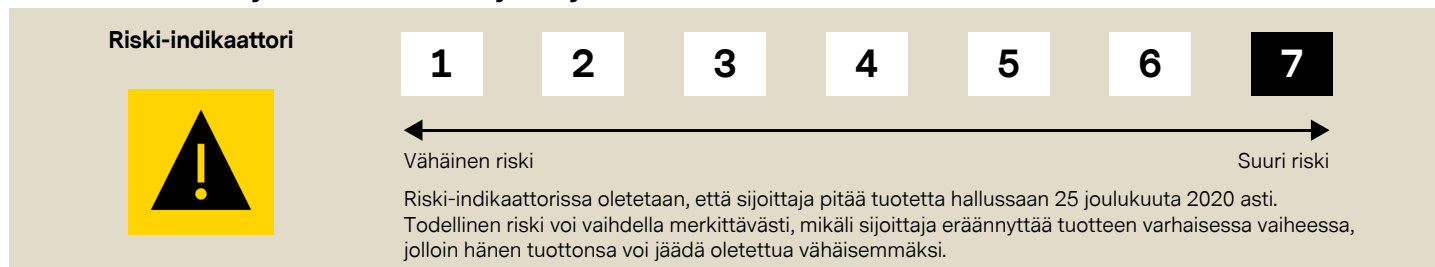 Riski-indikaattori
1 2 3 4 5 6 7
Vähäinen riski Suuri riski
Riski-indikaattorissa oletetaan, että sijoittaja pitää tuotetta hallussaan 25 joulukuuta 2020 asti.
Todellinen riski voi vaihdella merkittävästi, mikäli sijoittaja eräännyttää tuotteen varhaisessa vaiheessa,
jolloin hänen tuottonsa voi jäädä oletettua vähäisemmäksi.